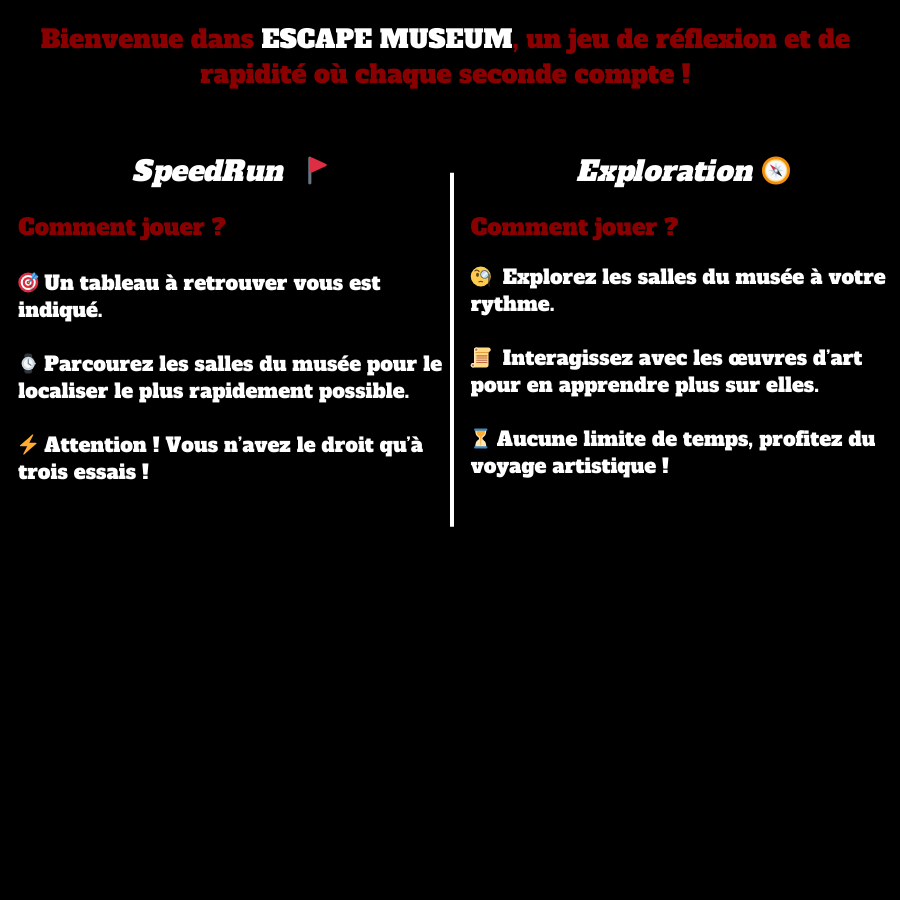 Bienvenue dans ESCAPE MUSEUM, un jeu de réflexion et de
rapidité où chaque seconde compte !
SpeedRun 🚩
Comment jouer ?
🎯 Un tableau à retrouver vous est
indiqué.
⌚ Parcourez les salles du musée pour le
localiser le plus rapidement possible.
⚡ Attention ! Vous n'avez le droit qu'à
trois essais !
Exploration 🧭
Comment jouer ?
🧐 Explorez les salles du musée à votre
rythme.
📜 Interagissez avec les œuvres d'art
pour en apprendre plus sur elles.
⏳ Aucune limite de temps, profitez du
voyage artistique !